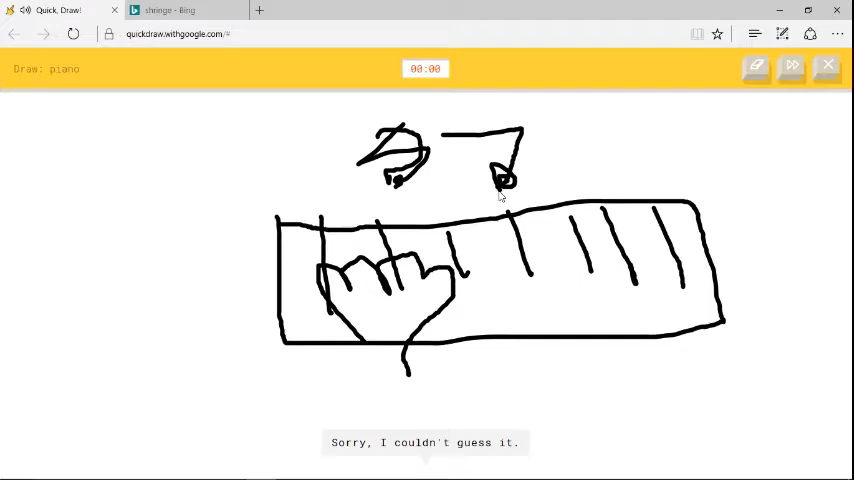 Quick, Draw!
shringe - Bing
quickdraw.withgoogle.com/#
Draw: piano
00:00
Sorry, I couldn't guess it.